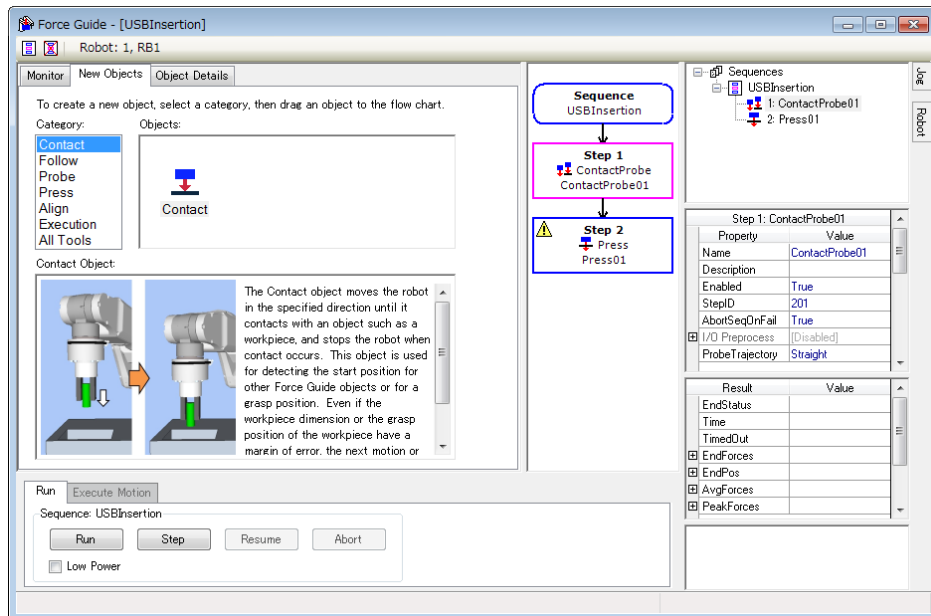 Force Guide - [USBInsertion]
Robot: 1, RB1
Monitor New Objects Object Details
To create a new object, select a category, then drag an object to the flow chart.
Category: Objects:
Contact
Follow
Probe
Press
Align
Execution
All Tools
Contact
Contact Object:
The Contact object moves the robot
in the specified direction until it
contacts with an object such as a
workpiece, and stops the robot when
contact occurs. This object is used
for detecting the start position for
other Force Guide objects or for a
grasp position. Even if the
workpiece dimension or the grasp
position of the workpiece have a
margin of error, the next motion or
Sequence
USBInsertion
Step 1
ContactProbe
ContactProbe01
Step 2
Press
Press01
Sequences
USBInsertion
1: ContactProbe01
2: Press01
Jog
Robot
Step 1: ContactProbe01
Property Value
Name ContactProbe01
Description
Enabled True
StepID 201
AbortSeqOnFail True
I/O Preprocess [Disabled]
ProbeTrajectory Straight
Result Value
EndStatus
Time
TimedOut
EndForces
EndPos
AvgForces
PeakForces
Run Execute Motion
Sequence: USBInsertion
Run Step Resume Abort
Low Power